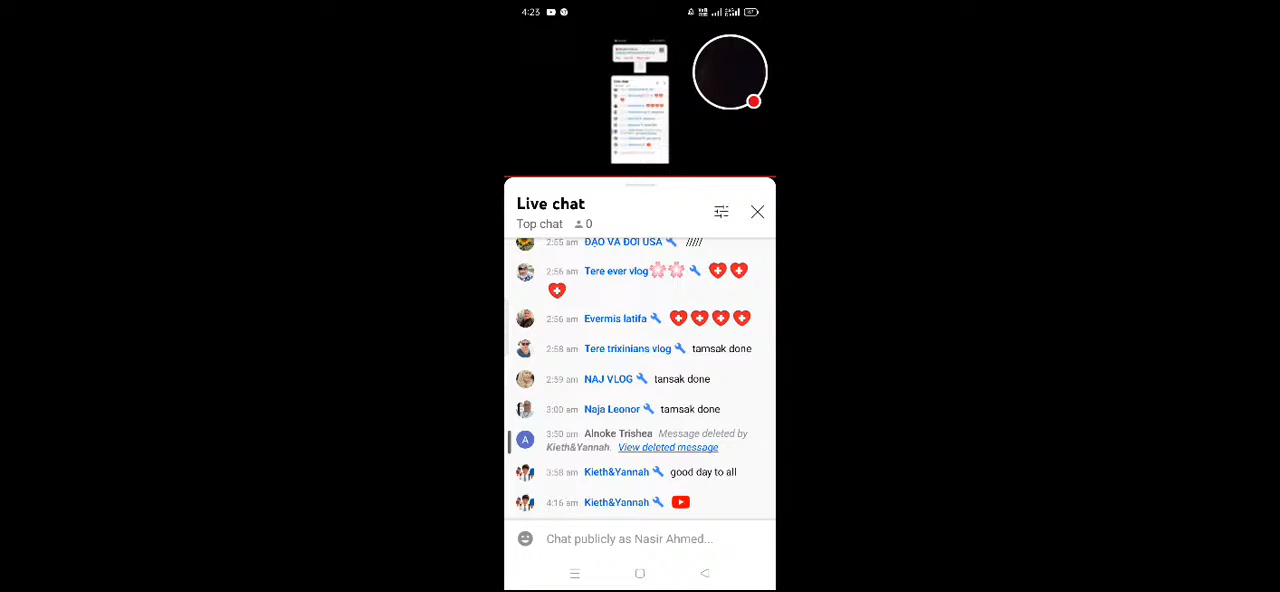 4:23
67
Live chat
Top chat 0
2:55 am ĐẠO VÀ ĐỜI USA /////
2:56 am Tere ever vlog
2:56 am Evermis latifa
2:58 am Tere trixinians vlog tamsak done
2:59 am NAJ VLOG tansak done
3:00 am Naja Leonor tamsak done
A
3:50 am Alnoke Trishea Message deleted by
Kieth&Yannah. View deleted message
3:58 am Kieth&Yannah good day to all
4:16 am Kieth&Yannah
Chat publicly as Nasir Ahmed...